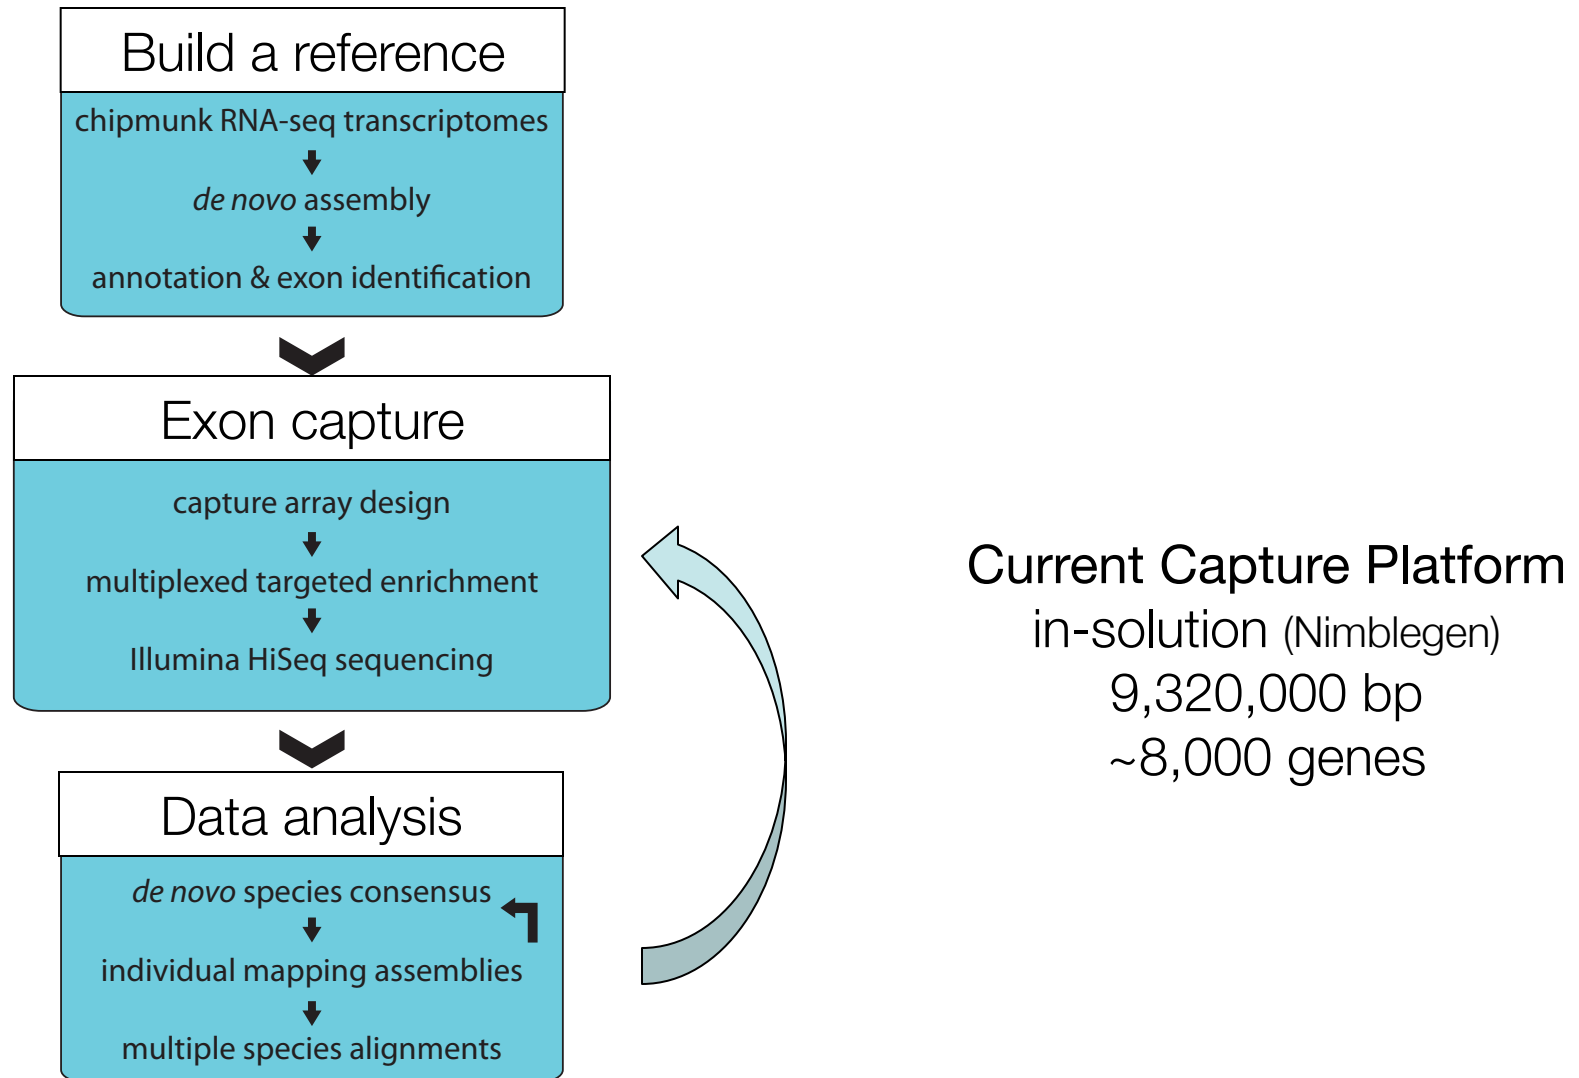 Build a reference
chipmunk RNA-seq transcriptomes
de novo assembly
annotation & exon identification
Exon capture
capture array design
multiplexed targeted enrichment
Illumina HiSeq sequencing
Data analysis
de novo species consensus
individual mapping assemblies
multiple species alignments
Current Capture Platform
in-solution (Nimblegen)
9,320,000 bp
~8,000 genes